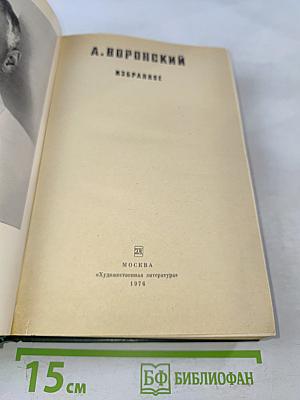 А. ВОРОНСКИЙ
ИЗБРАННОЕ
МОСКВА
«Художественная литература»
1976
15 см
БФ БИБЛИОФАН